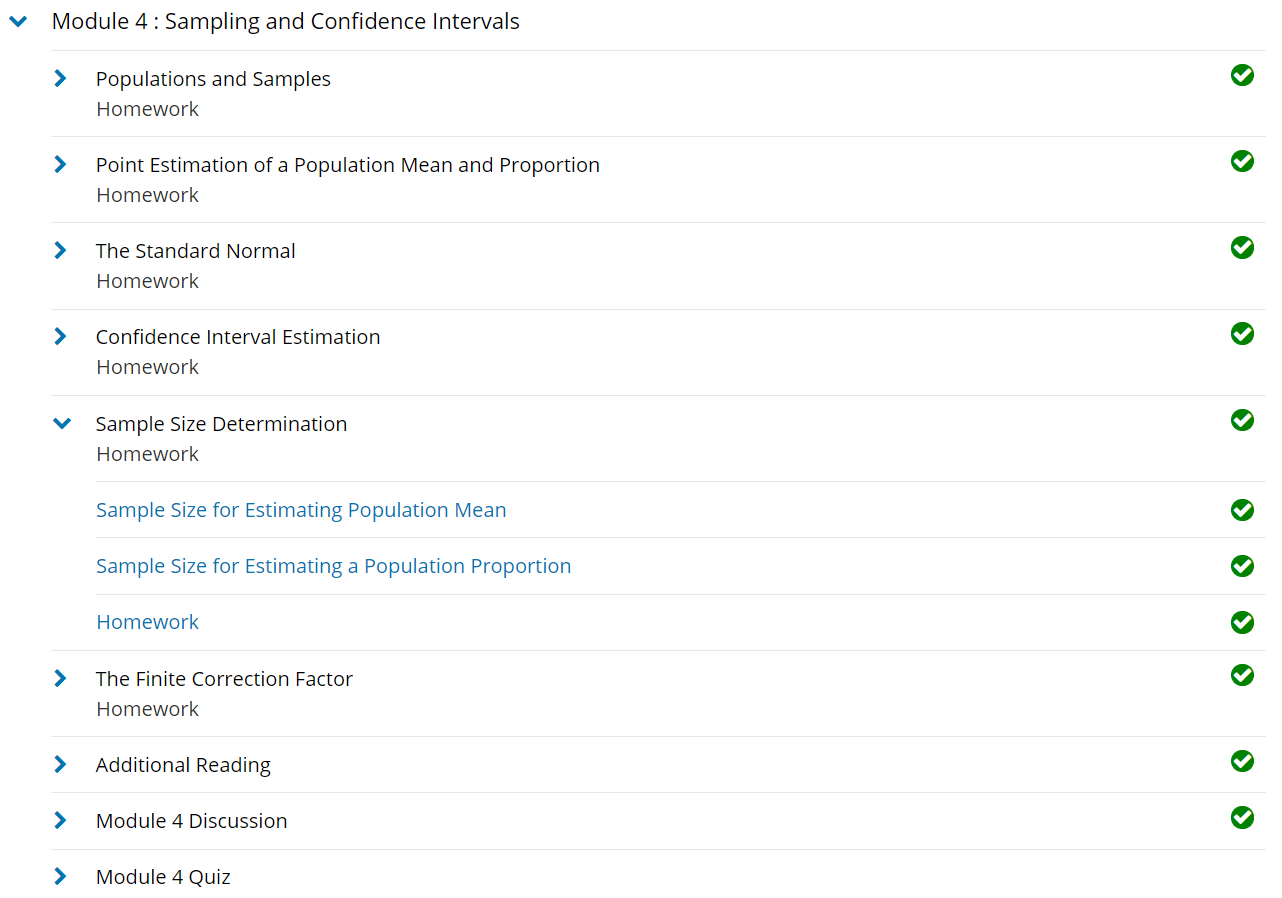 Module 4 : Sampling and Confidence Intervals
Populations and Samples
Homework
Point Estimation of a Population Mean and Proportion
Homework
The Standard Normal
Homework
Confidence Interval Estimation
Homework
Sample Size Determination
Homework
Sample Size for Estimating Population Mean
Sample Size for Estimating a Population Proportion
Homework
The Finite Correction Factor
Homework
Additional Reading
Module 4 Discussion
Module 4 Quiz